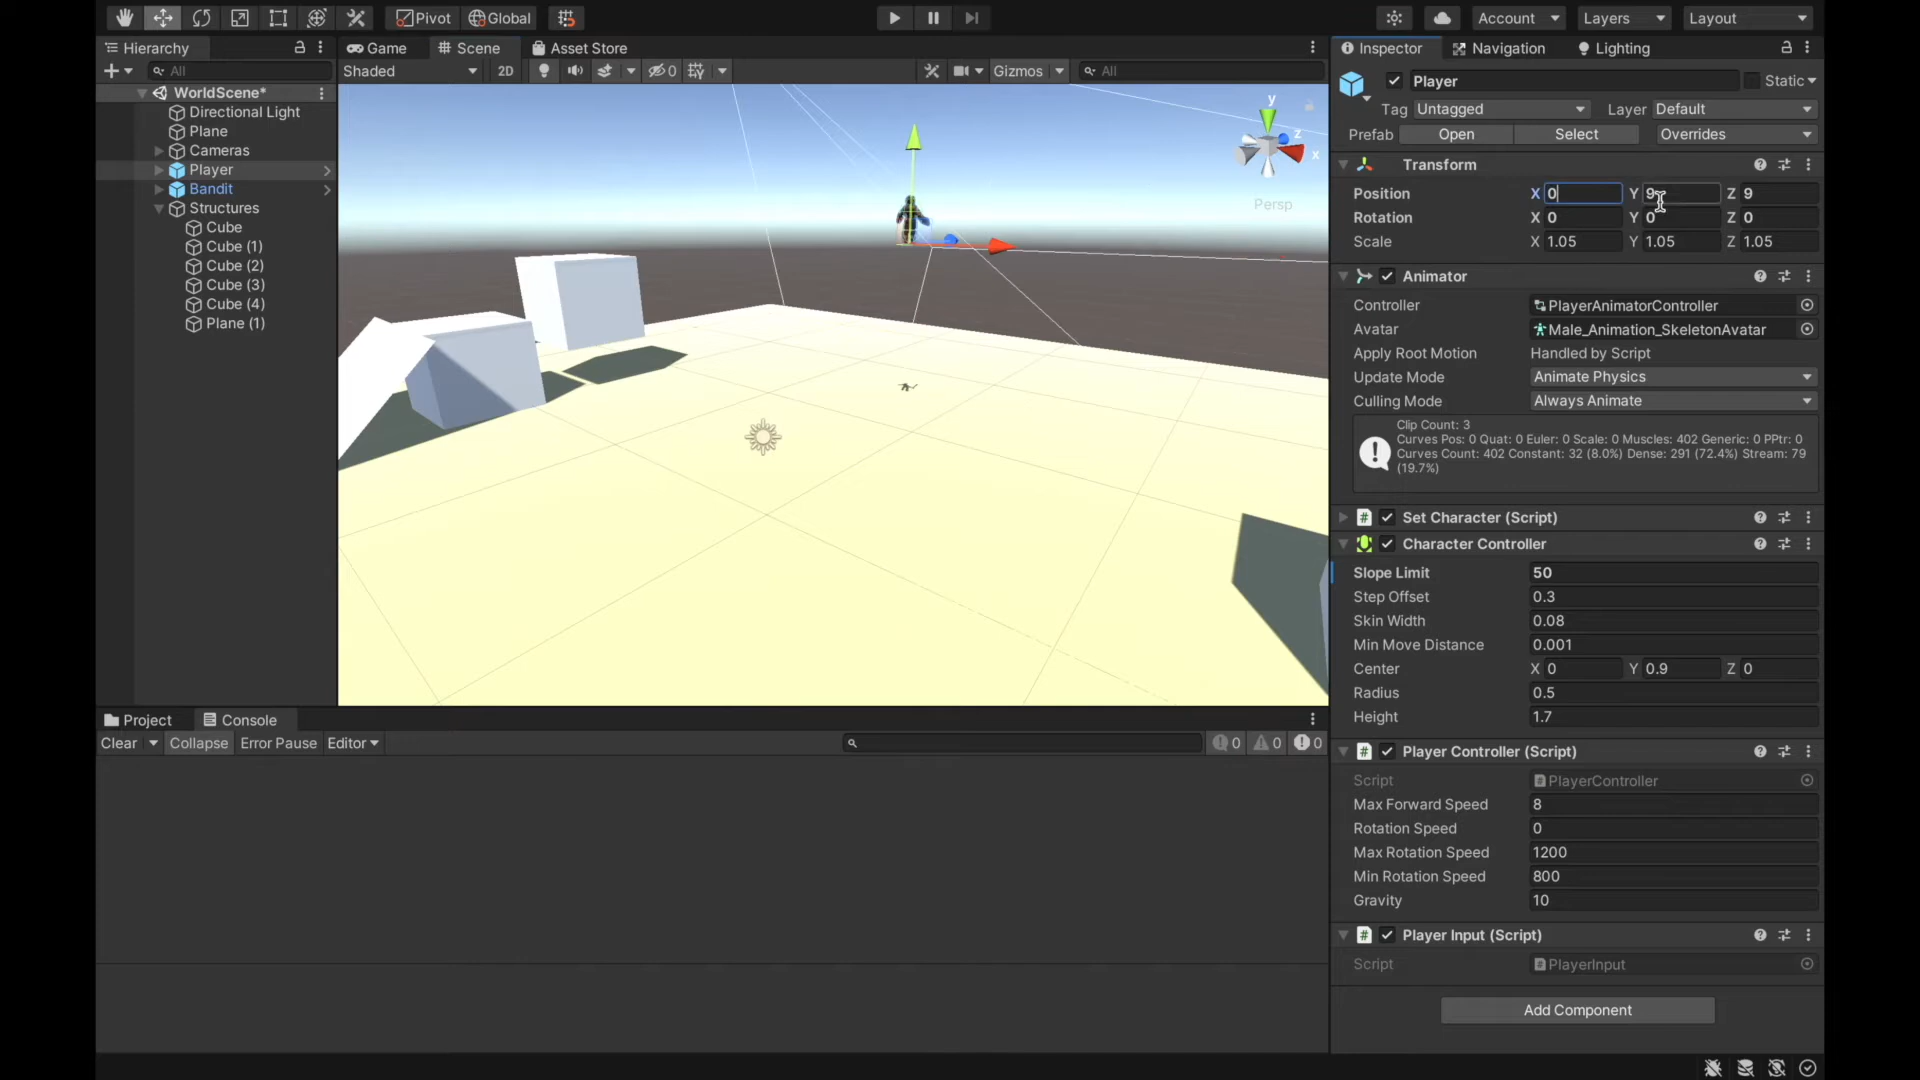 Pivot Global Account Layers Layout
Hierarchy Game Scene Asset Store Inspector Navigation Lighting
All Shaded 2D 0 Gizmos All
WorldScene*
Directional Light
Plane
Cameras
Player
Bandit
Structures
Cube
Cube (1)
Cube (2)
Cube (3)
Cube (4)
Plane (1)
y
z
x
Persp
Player Static
Tag Untagged Layer Default
Prefab Open Select Overrides
Transform
Position X 0 Y 9 Z 9
Rotation X 0 Y 0 Z 0
Scale X 1.05 Y 1.05 Z 1.05
Animator
Controller PlayerAnimatorController
Avatar Male_Animation_SkeletonAvatar
Apply Root Motion Handled by Script
Update Mode Animate Physics
Culling Mode Always Animate
Clip Count: 3
Curves Pos: 0 Quat: 0 Euler: 0 Scale: 0 Muscles: 402 Generic: 0 PPtr: 0
Curves Count: 402 Constant: 32 (8.0%) Dense: 291 (72.4%) Stream: 79
(19.7%)
# Set Character (Script)
Character Controller
Slope Limit 50
Step Offset 0.3
Skin Width 0.08
Min Move Distance 0.001
Center X 0 Y 0.9 Z 0
Radius 0.5
Height 1.7
# Player Controller (Script)
Script PlayerController
Max Forward Speed 8
Rotation Speed 0
Max Rotation Speed 1200
Min Rotation Speed 800
Gravity 10
# Player Input (Script)
Script PlayerInput
Add Component
Project Console
Clear Collapse Error Pause Editor 0 0 0